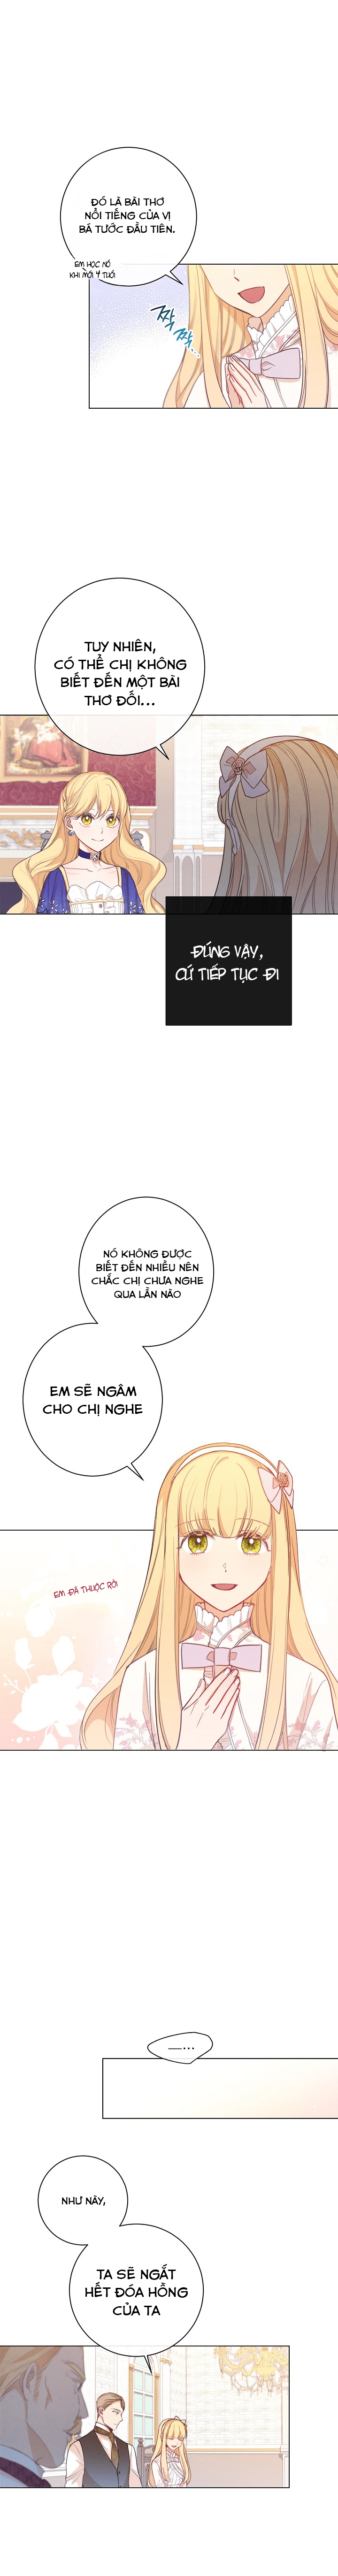 ĐÓ LÀ BÀI THƠ
NỔI TIẾNG CỦA VỊ
BÁ TƯỚC ĐẦU TIÊN.
EM HỌC NÓ
KHI MỚI 4 TUỔI
짝
짝
TUY NHIÊN,
CÓ THỂ CHỊ KHÔNG
BIẾT ĐẾN MỘT BÀI
THƠ ĐỐI...
ĐÚNG VẬY,
CỨ TIẾP TỤC ĐI
NÓ KHÔNG ĐƯỢC
BIẾT ĐẾN NHIỀU NÊN
CHẮC CHỊ CHƯA NGHE
QUA LẦN NÀO
EM SẼ NGÂM
CHO CHỊ NGHE
EM ĐÃ THUỘC RỒI
—...
NHƯ NÀY,
TA SẼ NGẮT
HẾT ĐÓA HỒNG
CỦA TA